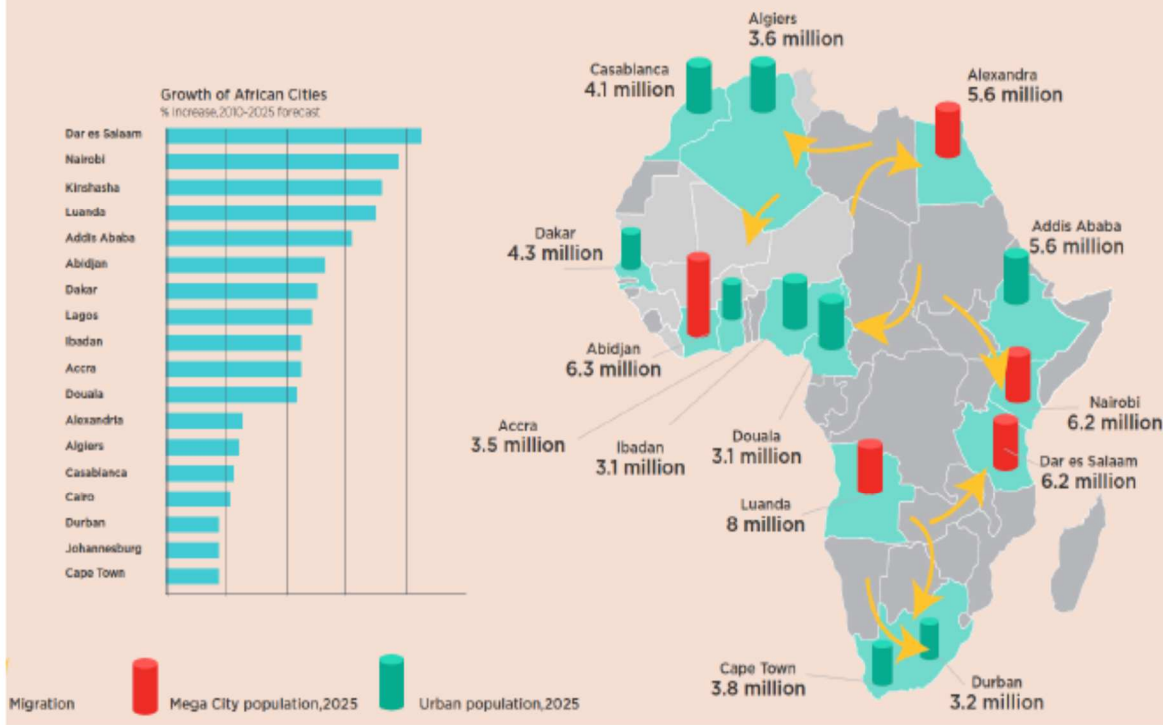 Growth of African Cities
% increase,2010-2025 forecast
Dar es Salaam
Nairobi
Kinshasha
Luanda
Addis Ababa
Abidjan
Dakar
Lagos
Ibadan
Accra
Douala
Alexandria
Algiers
Casablanca
Cairo
Durban
Johannesburg
Cape Town
Algiers
3.6 million
Casablanca
4.1 million
Alexandra
5.6 million
Dakar
4.3 million
Addis Ababa
5.6 million
Abidjan
6.3 million
Accra
3.5 million
Ibadan
3.1 million
Douala
3.1 million
Nairobi
6.2 million
Dar es Salaam
6.2 million
Luanda
8 million
Cape Town
3.8 million
Durban
3.2 million
Migration
Mega City population,2025
Urban population,2025